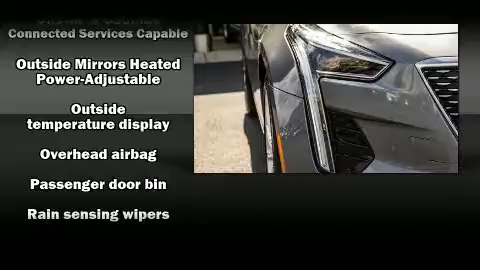 Connected Services Capable
Outside Mirrors Heated
Power-Adjustable
Outside
temperature display
Overhead airbag
Passenger door bin
Rain sensing wipers